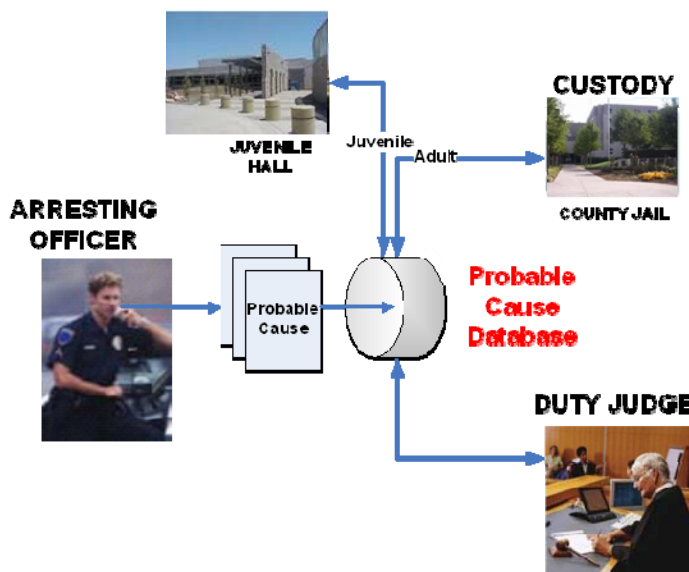 JUVENILE
HALL
CUSTODY
Juvenile
Adult
COUNTY JAIL
ARRESTING
OFFICER
Probable
Cause
Probable
Cause
Database
DUTY JUDGE